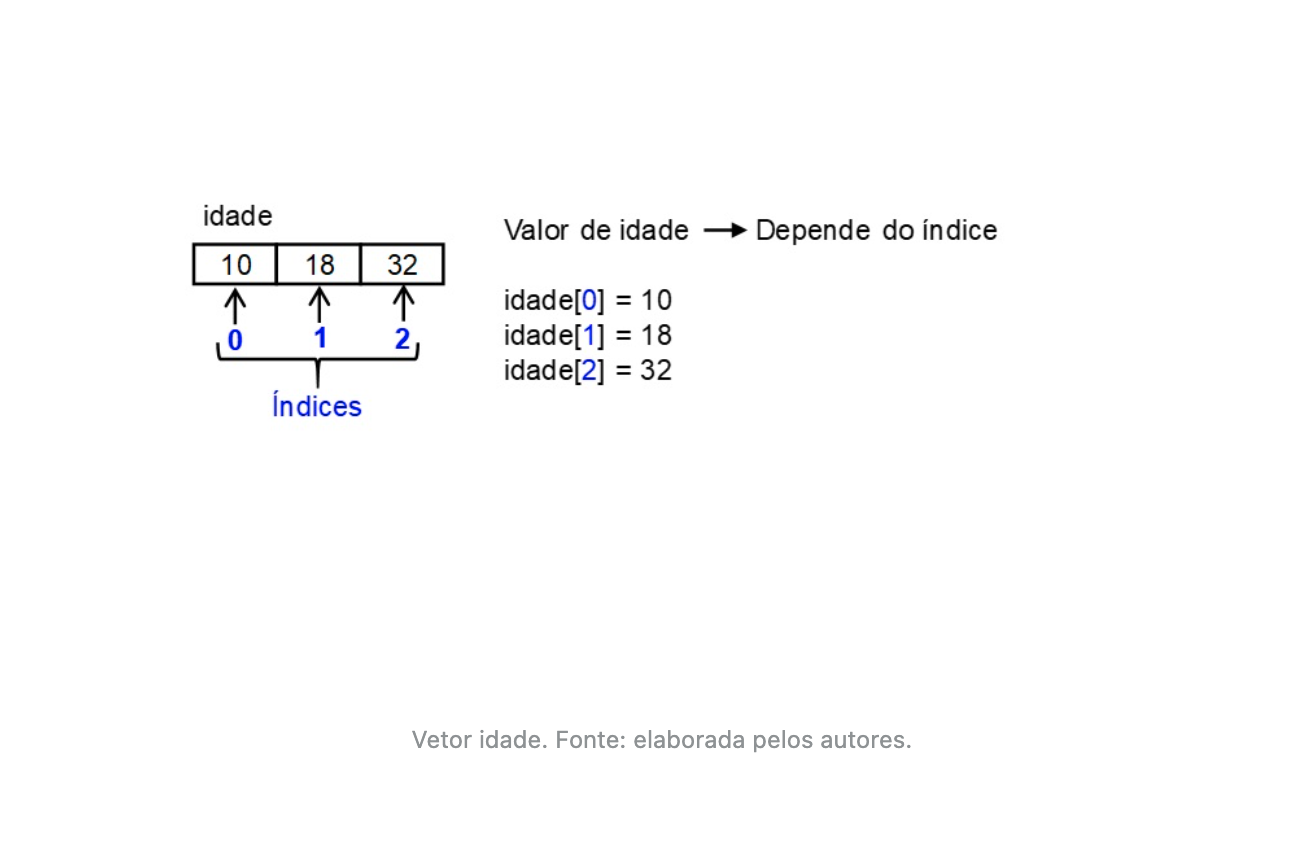 idade
10 18 32
0 1 2
Índices
Valor de idade → Depende do índice
idade[0] = 10
idade[1] = 18
idade[2] = 32
Vetor idade. Fonte: elaborada pelos autores.